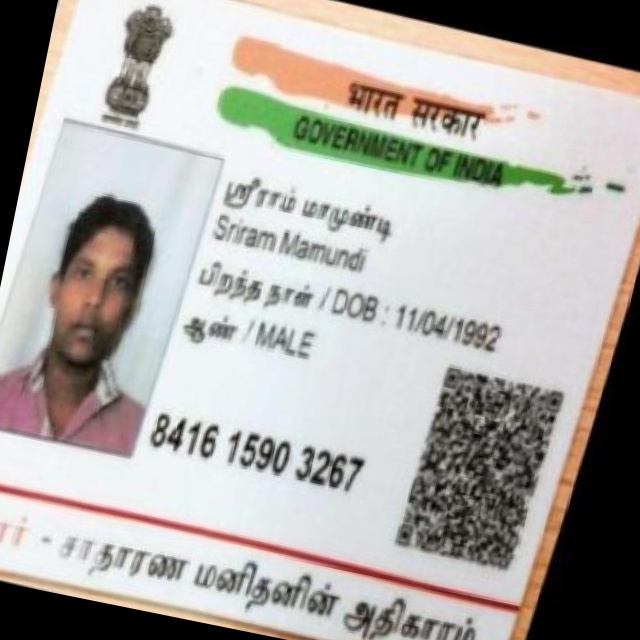 भारत सरकार
GOVERNMENT OF INDIA
ஸ்ரீராம் மாமுண்டி
Sriram Mamundi
பிறந்த நாள் / DOB : 11/04/1992
ஆண் / MALE
8416 1590 3267
- சாதாரண மனிதனின் அதிகாரம்